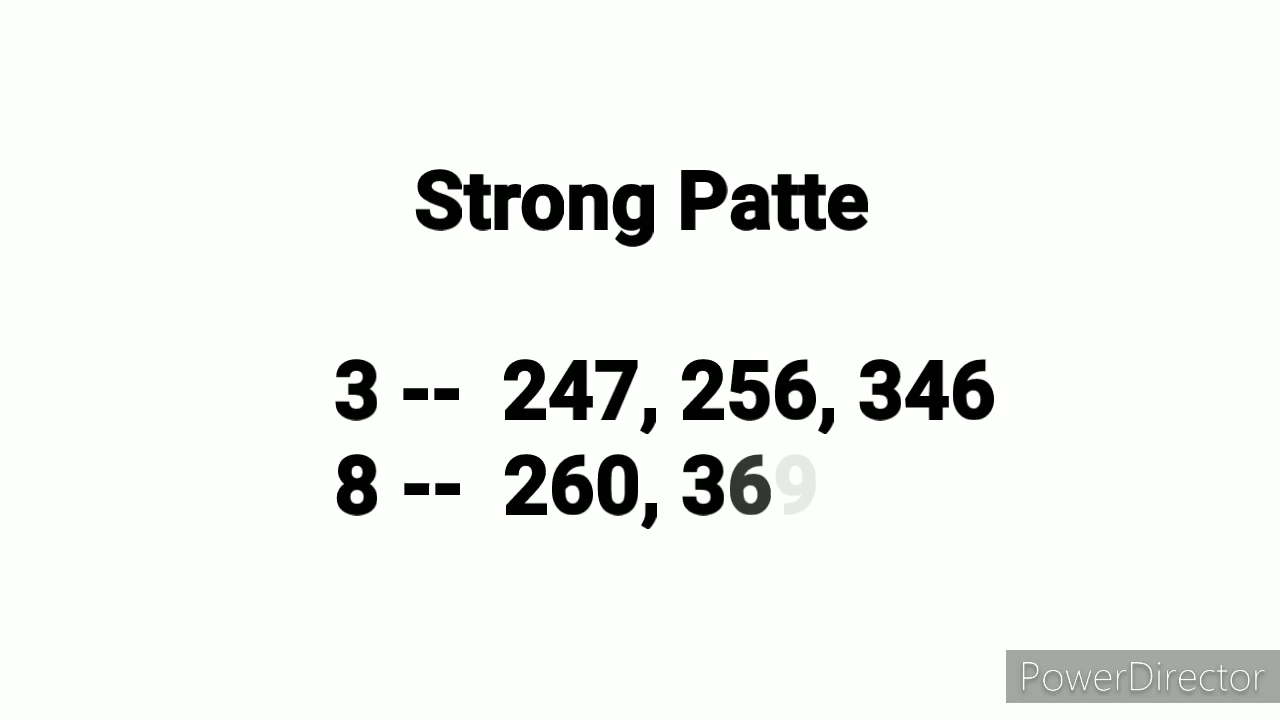 Strong Patte
3 -- 247, 256, 346
8 -- 260, 369
PowerDirector